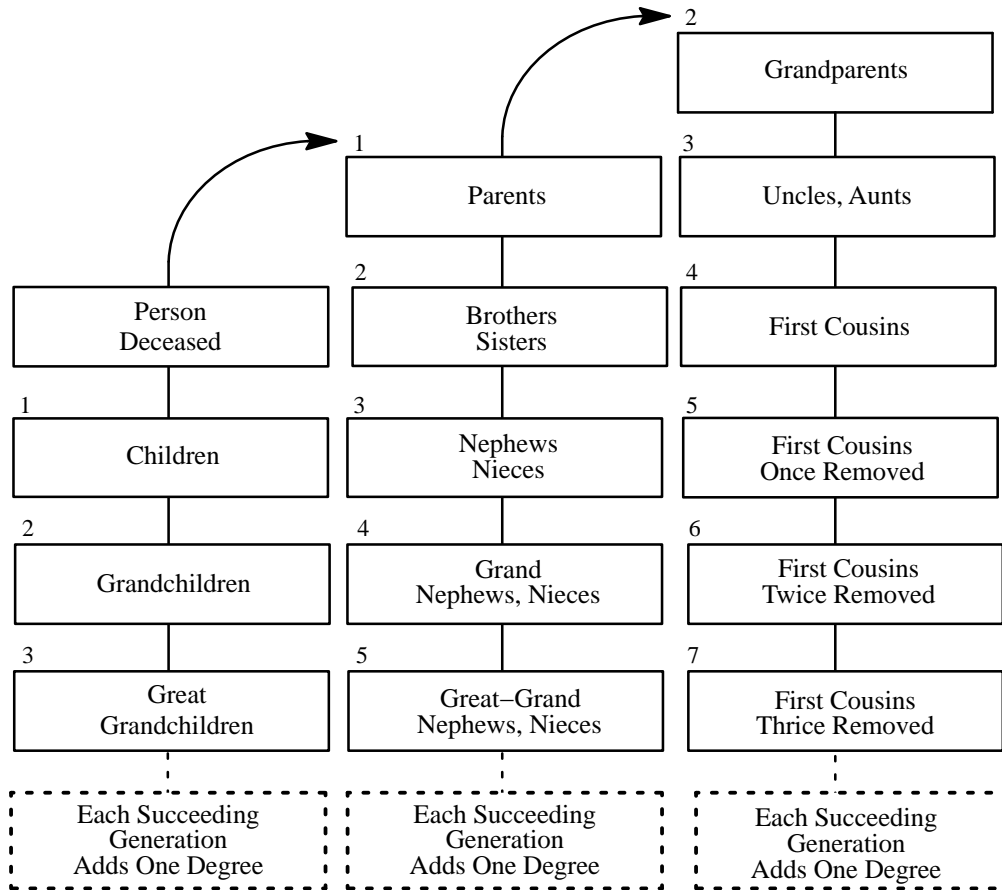 2
Grandparents
1
Parents
3
Uncles, Aunts
Person
Deceased
2
Brothers
Sisters
4
First Cousins
1
Children
3
Nephews
Nieces
5
First Cousins
Once Removed
2
Grandchildren
4
Grand
Nephews, Nieces
6
First Cousins
Twice Removed
3
Great
Grandchildren
5
Great–Grand
Nephews, Nieces
7
First Cousins
Thrice Removed
Each Succeeding
Generation
Adds One Degree
Each Succeeding
Generation
Adds One Degree
Each Succeeding
Generation
Adds One Degree